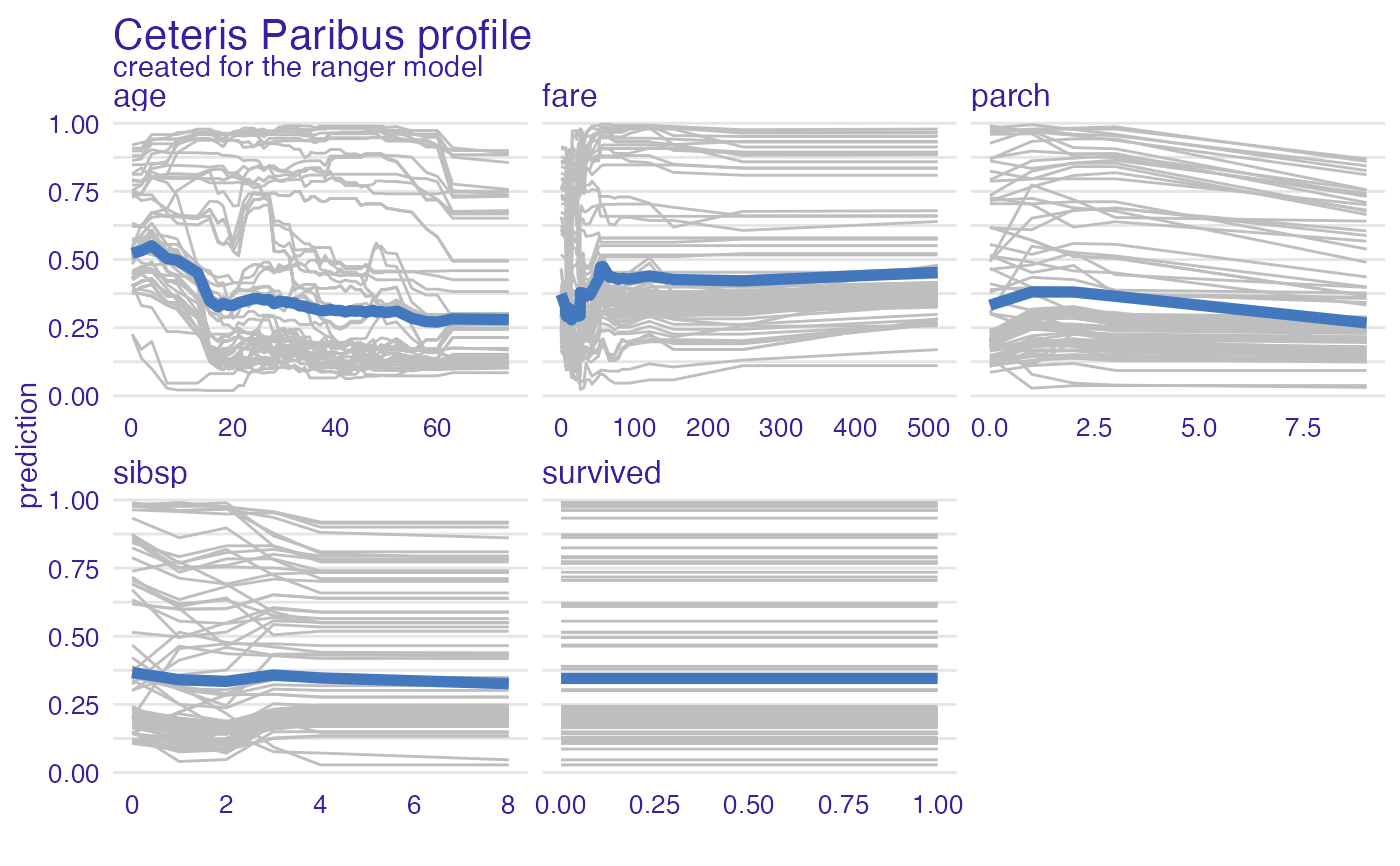 Ceteris Paribus profile
created for the ranger model
age fare parch
1.00
0.75
0.50
0.25
0.00
0 20 40 60 0 100 200 300 400 500 0.0 2.5 5.0 7.5
prediction
sibsp survived
1.00
0.75
0.50
0.25
0.00
0 2 4 6 8 0.00 0.25 0.50 0.75 1.00